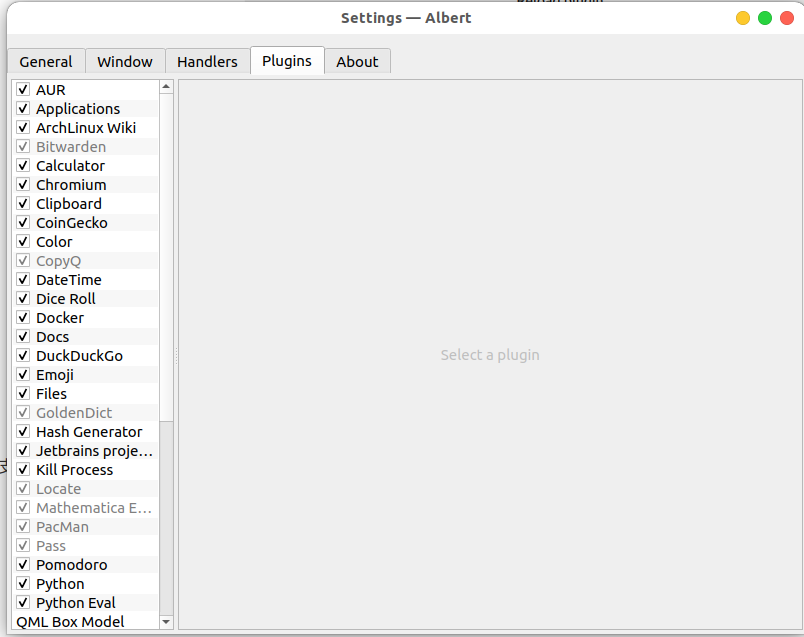 Settings — Albert
General Window Handlers Plugins About
AUR
Applications
ArchLinux Wiki
Bitwarden
Calculator
Chromium
Clipboard
CoinGecko
Color
CopyQ
DateTime
Dice Roll
Docker
Docs
DuckDuckGo
Emoji
Files
GoldenDict
Hash Generator
Jetbrains proje…
Kill Process
Locate
Mathematica E…
PacMan
Pass
Pomodoro
Python
Python Eval
QML Box Model
Select a plugin